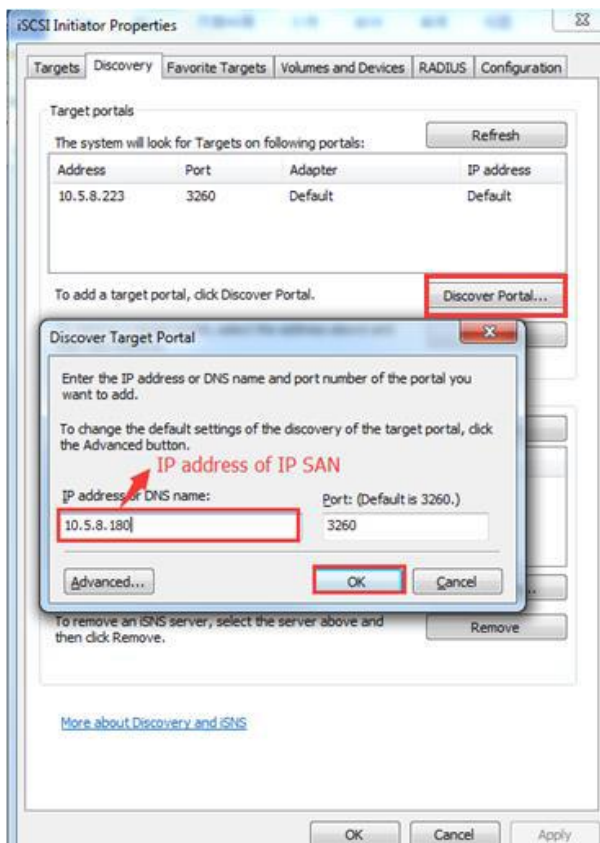 iSCSI Initiator Properties
Targets Discovery Favorite Targets Volumes and Devices RADIUS Configuration
Target portals
The system will look for Targets on following portals:
Refresh
Address Port Adapter IP address
10.5.8.223 3260 Default Default
To add a target portal, click Discover Portal.
Discover Portal...
Discover Target Portal
Enter the IP address or DNS name and port number of the portal you
want to add.
To change the default settings of the discovery of the target portal, click
the Advanced button.
IP address of IP SAN
IP address or DNS name: Port: (Default is 3260.)
10.5.8.180 3260
Advanced... OK Cancel
To remove an iSNS server, select the server above and
then click Remove.
Remove
More about Discovery and iSNS
OK Cancel Apply